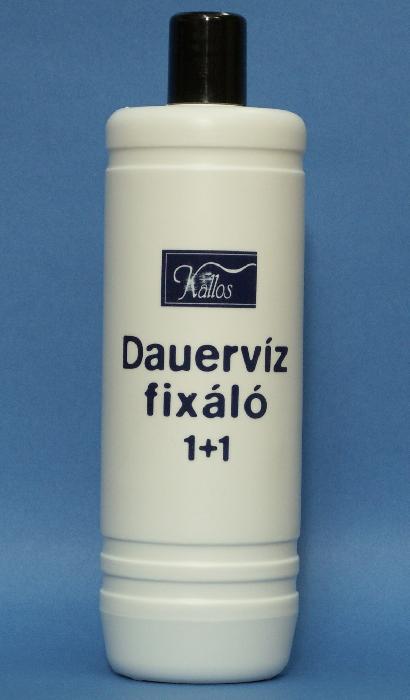 Kallos
Dauervíz
fixáló
1+1